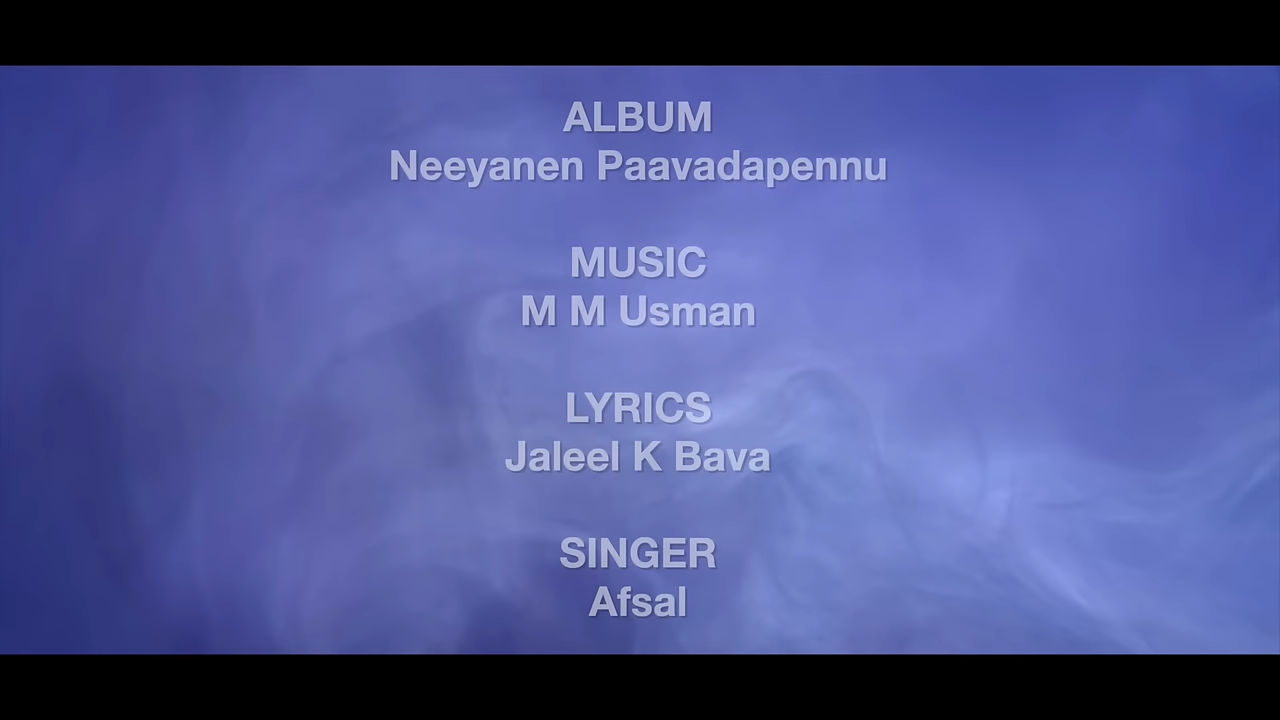 ALBUM
Neeyanen Paavadapennu
MUSIC
M M Usman
LYRICS
Jaleel K Bava
SINGER
Afsal